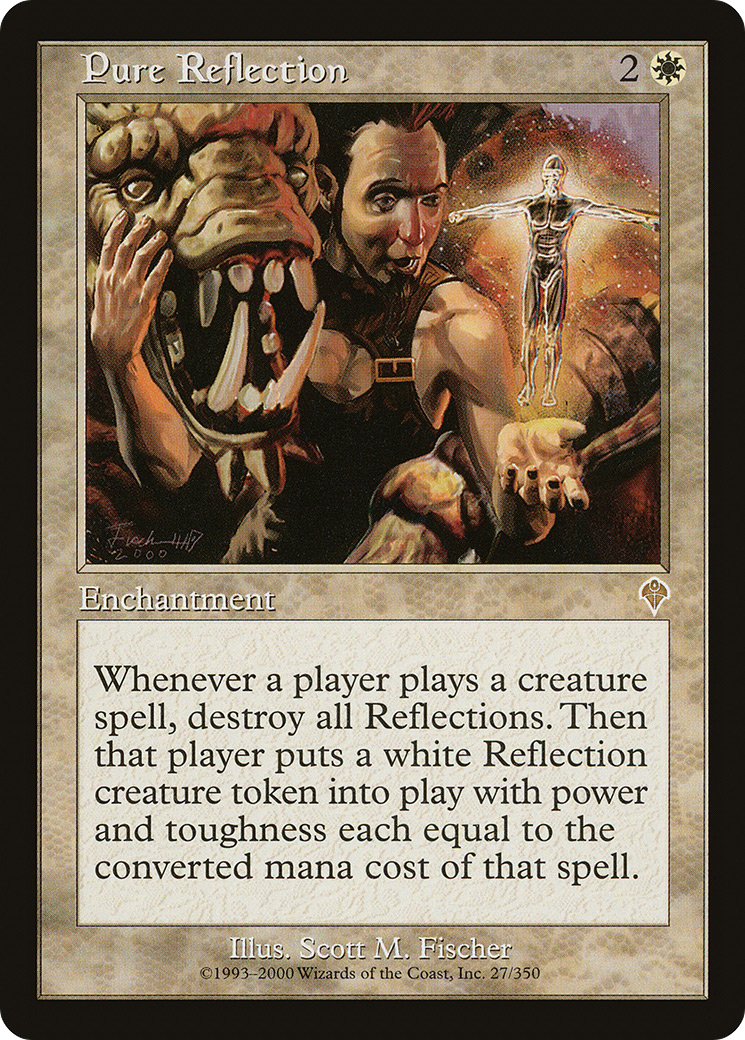 Pure Reflection 2
2000
Enchantment
Whenever a player plays a creature
spell, destroy all Reflections. Then
that player puts a white Reflection
creature token into play with power
and toughness each equal to the
converted mana cost of that spell.
Illus. Scott M. Fischer
©1993–2000 Wizards of the Coast, Inc. 27/350